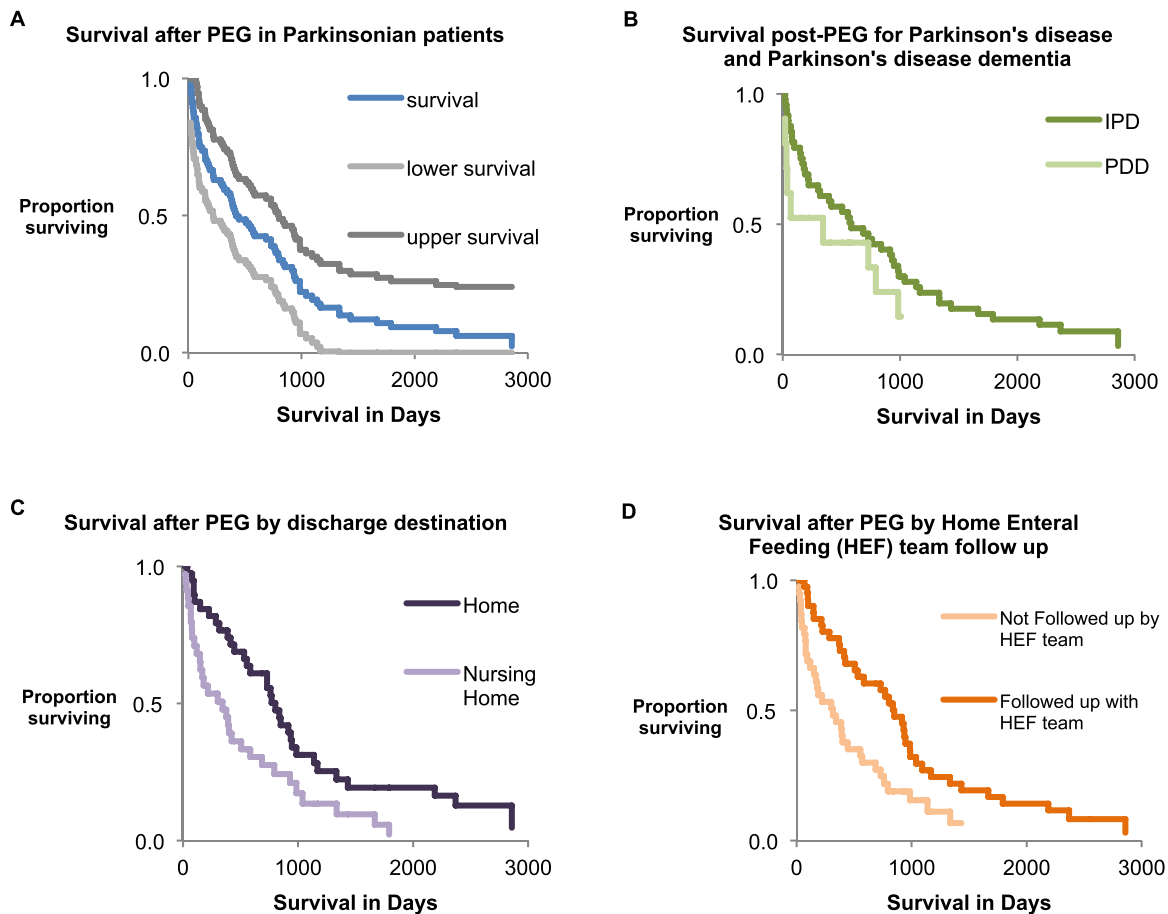 A
Survival after PEG in Parkinsonian patients
1.0
survival
lower survival
Proportion
surviving
0.5
upper survival
0.0
0
1000
2000
3000
Survival in Days
B
Survival post-PEG for Parkinson's disease
and Parkinson's disease dementia
1.0
IPD
PDD
Proportion
surviving
0.5
0.0
0
1000
2000
3000
Survival in Days
C
Survival after PEG by discharge destination
1.0
Home
Nursing
Home
Proportion
surviving
0.5
0.0
0
1000
2000
3000
Survival in Days
D
Survival after PEG by Home Enteral
Feeding (HEF) team follow up
1.0
Not Followed up by
HEF team
Followed up with
HEF team
Proportion
surviving
0.5
0.0
0
1000
2000
3000
Survival in Days